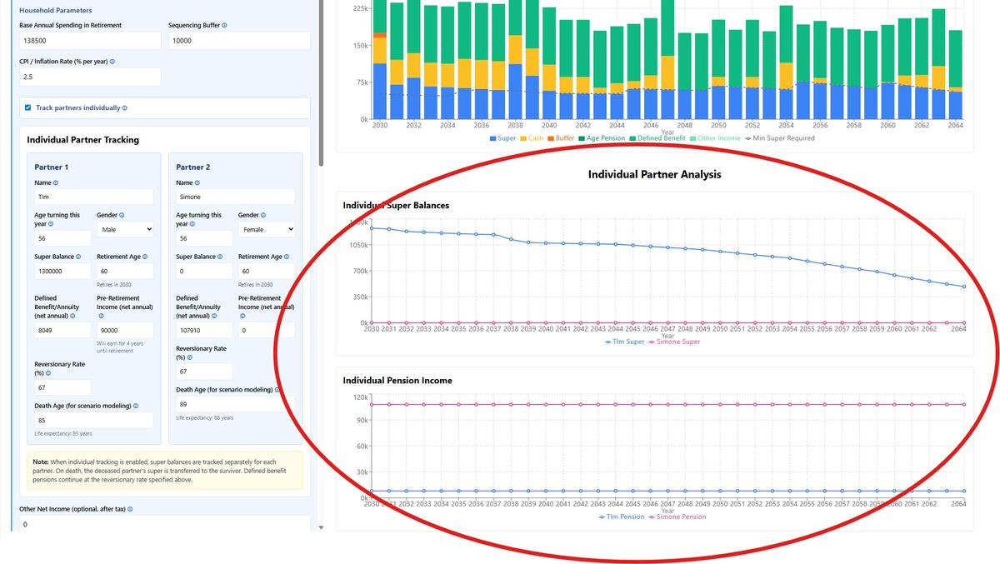 Household Parameters
Base Annual Spending in Retirement
Sequencing Buffer
138500
10000
CPI / Inflation Rate (% per year)
2.5
Track partners individually
Individual Partner Tracking
Partner 1
Name
TIm
Age turning this
year
Gender
56
Male
Super Balance
Retirement Age
1300000
60
Retires in 2030
Defined
Benefit/Annuity
(net annual)
Pre-Retirement
Income (net annual)
8049
90000
Will earn for 4 years
until retirement
Reversionary Rate
(%)
67
Death Age (for scenario modeling)
85
Life expectancy: 85 years
Partner 2
Name
Simone
Age turning this
year
Gender
56
Female
Super Balance
Retirement Age
0
60
Retires in 2030
Defined
Benefit/Annuity
(net annual)
Pre-Retirement
Income (net annual)
107910
0
Reversionary Rate
(%)
67
Death Age (for scenario modeling)
89
Life expectancy: 88 years
Note: When individual tracking is enabled, super balances are tracked separately for each
partner. On death, the deceased partner's super is transferred to the survivor. Defined benefit
pensions continue at the reversionary rate specified above.
Other Net Income (optional, after tax)
0
225k
150k
75k
0k
2030 2032 2034 2036 2038 2040 2042 2044 2046 2048 2050 2052 2054 2056 2058 2060 2062 2064
Year
Super Cash Buffer Age Pension Defined Benefit Other Income Min Super Required
Individual Partner Analysis
Individual Super Balances
1050k
700k
350k
0k
2030 2031 2032 2033 2034 2035 2036 2037 2038 2039 2040 2041 2042 2043 2044 2045 2046 2047 2048 2049 2050 2051 2052 2053 2054 2055 2056 2057 2058 2059 2060 2061 2062 2064
Year
TIm Super Simone Super
Individual Pension Income
120k
90k
60k
30k
0k
2030 2031 2032 2033 2034 2035 2036 2037 2038 2039 2040 2041 2042 2043 2044 2045 2046 2047 2048 2049 2050 2051 2052 2053 2054 2055 2056 2057 2058 2059 2060 2061 2062 2064
Year
TIm Pension Simone Pension